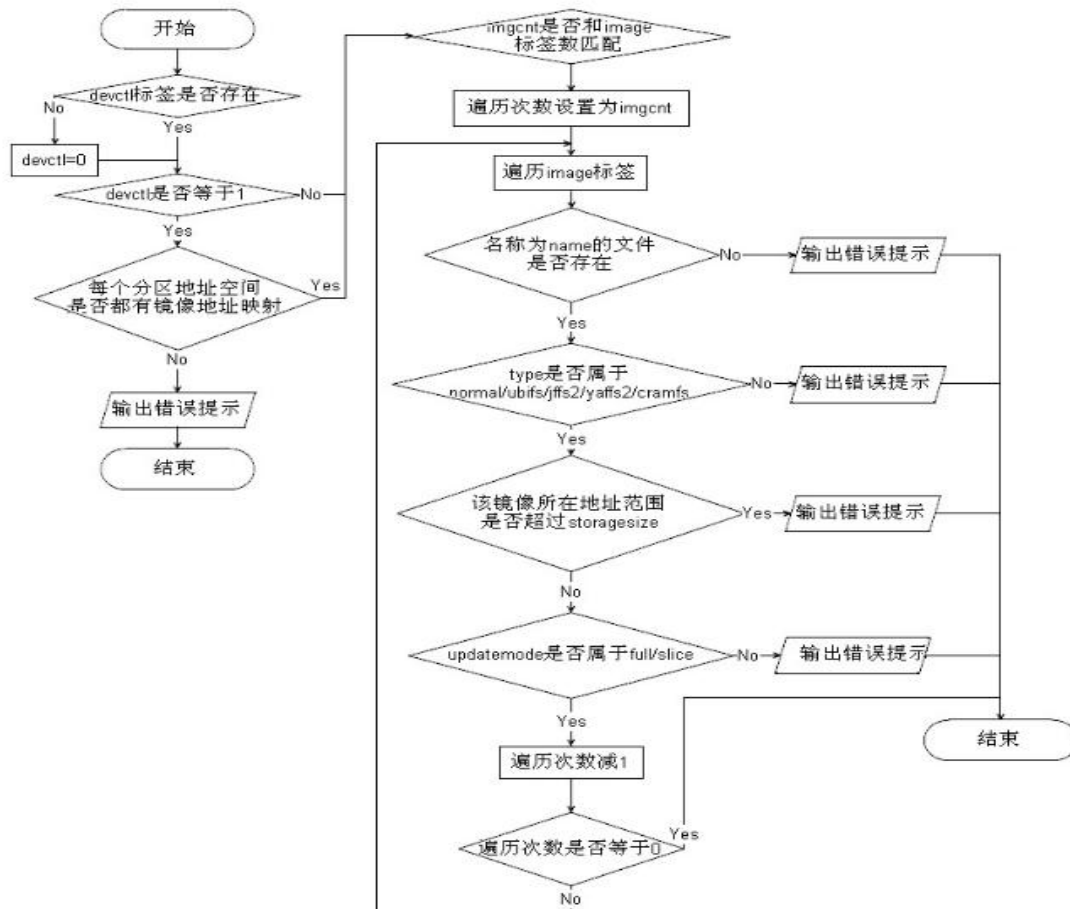 开始
devctl标签是否存在
No
Yes
devctl=0
devctl是否等于1
No
Yes
每个分区地址空间
是否都有镜像地址映射
Yes
No
输出错误提示
结束
imgcnt是否和image
标签数匹配
遍历次数设置为imgcnt
遍历image标签
名称为name的文件
是否存在
No
输出错误提示
Yes
type是否属于
normal/ubifs/jffs2/yaffs2/cramfs
No
输出错误提示
Yes
该镜像所在地址范围
是否超过storagesize
Yes
输出错误提示
No
updatemode是否属于full/slice
No
输出错误提示
Yes
结束
遍历次数减1
遍历次数是否等于0
Yes
No